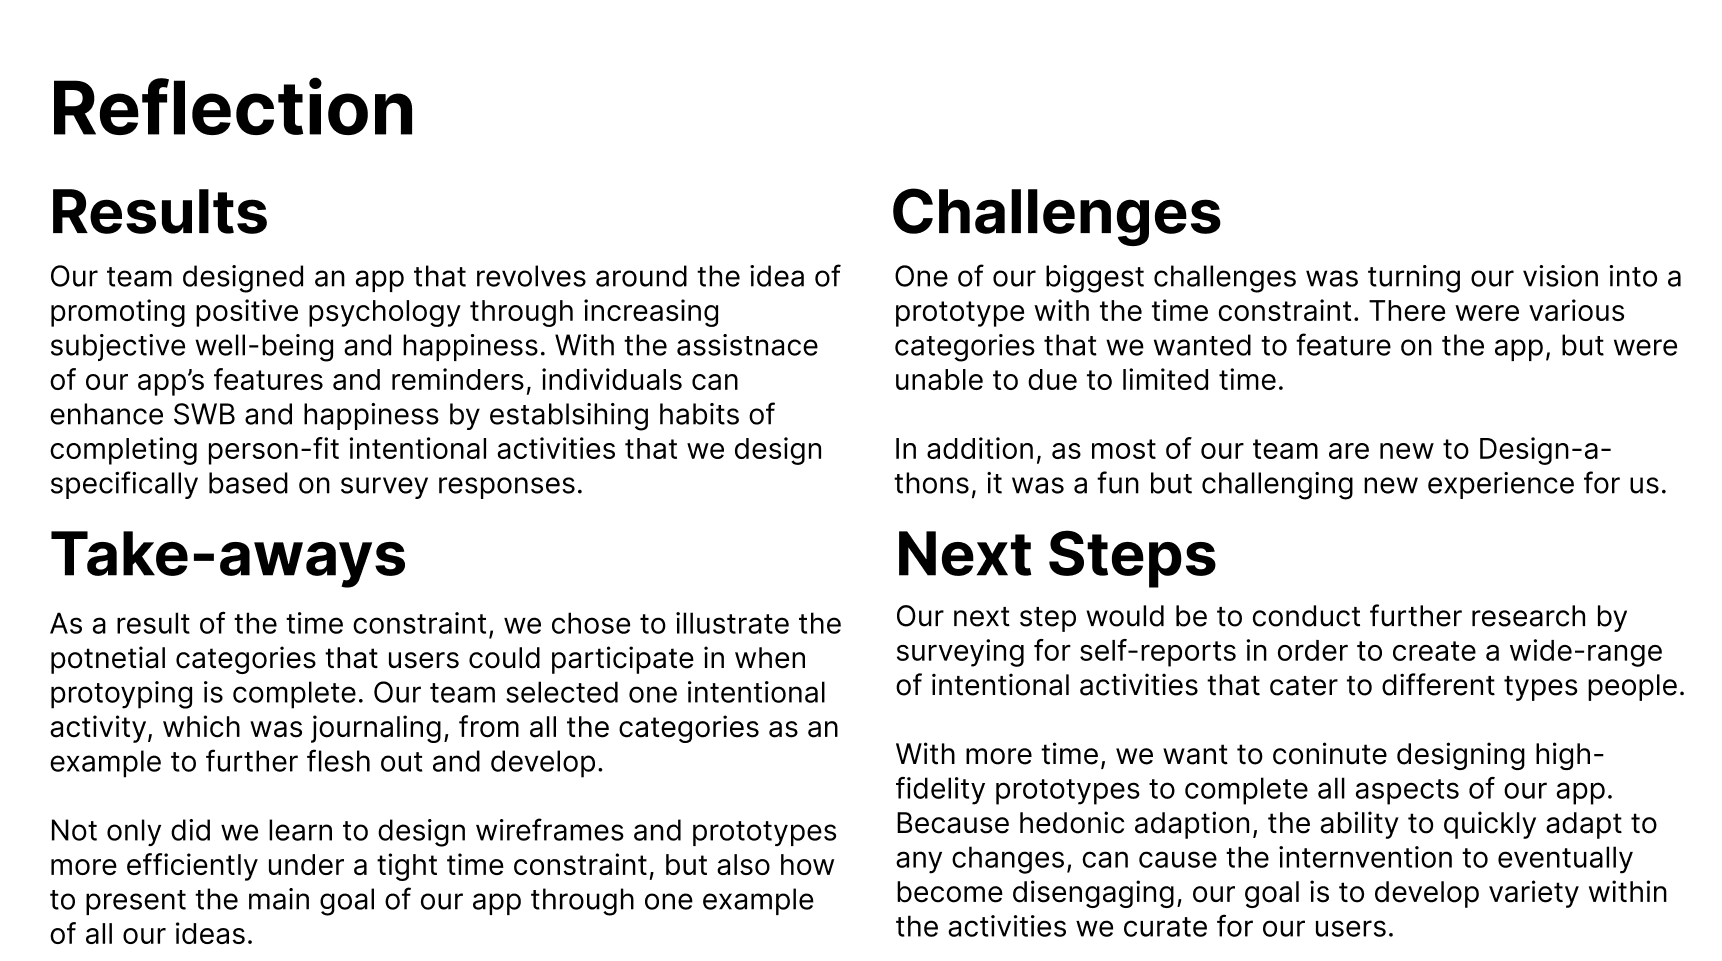 Reflection
Results
Our team designed an app that revolves around the idea of
promoting positive psychology through increasing
subjective well-being and happiness. With the assistnace
of our app’s features and reminders, individuals can
enhance SWB and happiness by establsihing habits of
completing person-fit intentional activities that we design
specifically based on survey responses.
Challenges
One of our biggest challenges was turning our vision into a
prototype with the time constraint. There were various
categories that we wanted to feature on the app, but were
unable to due to limited time.
In addition, as most of our team are new to Design-a-
thons, it was a fun but challenging new experience for us.
Take-aways
As a result of the time constraint, we chose to illustrate the
potnetial categories that users could participate in when
protoyping is complete. Our team selected one intentional
activity, which was journaling, from all the categories as an
example to further flesh out and develop.
Not only did we learn to design wireframes and prototypes
more efficiently under a tight time constraint, but also how
to present the main goal of our app through one example
of all our ideas.
Next Steps
Our next step would be to conduct further research by
surveying for self-reports in order to create a wide-range
of intentional activities that cater to different types people.
With more time, we want to coninute designing high-
fidelity prototypes to complete all aspects of our app.
Because hedonic adaption, the ability to quickly adapt to
any changes, can cause the internvention to eventually
become disengaging, our goal is to develop variety within
the activities we curate for our users.